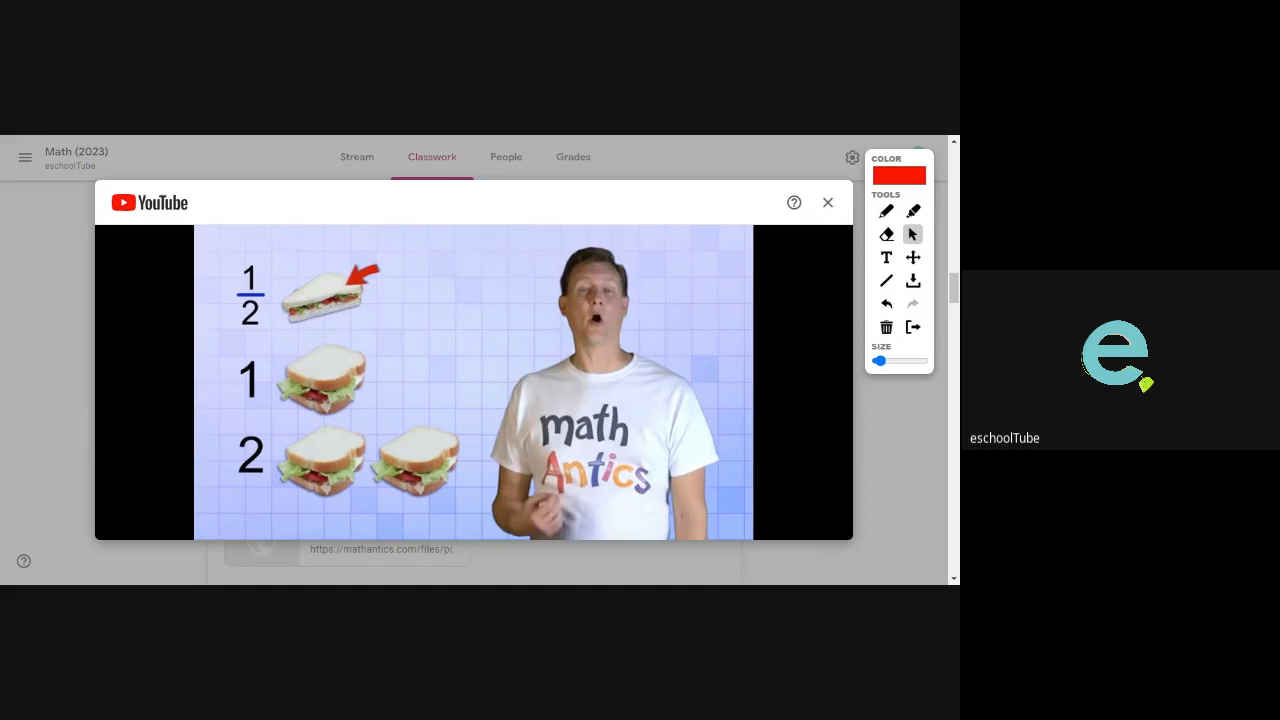 Math (2023)
eschoolTube
Stream
Classwork
People
Grades
YouTube
1
2
1
2
math
Antics
COLOR
TOOLS
T
SIZE
https://mathantics.com/files/pc
e
eschoolTube